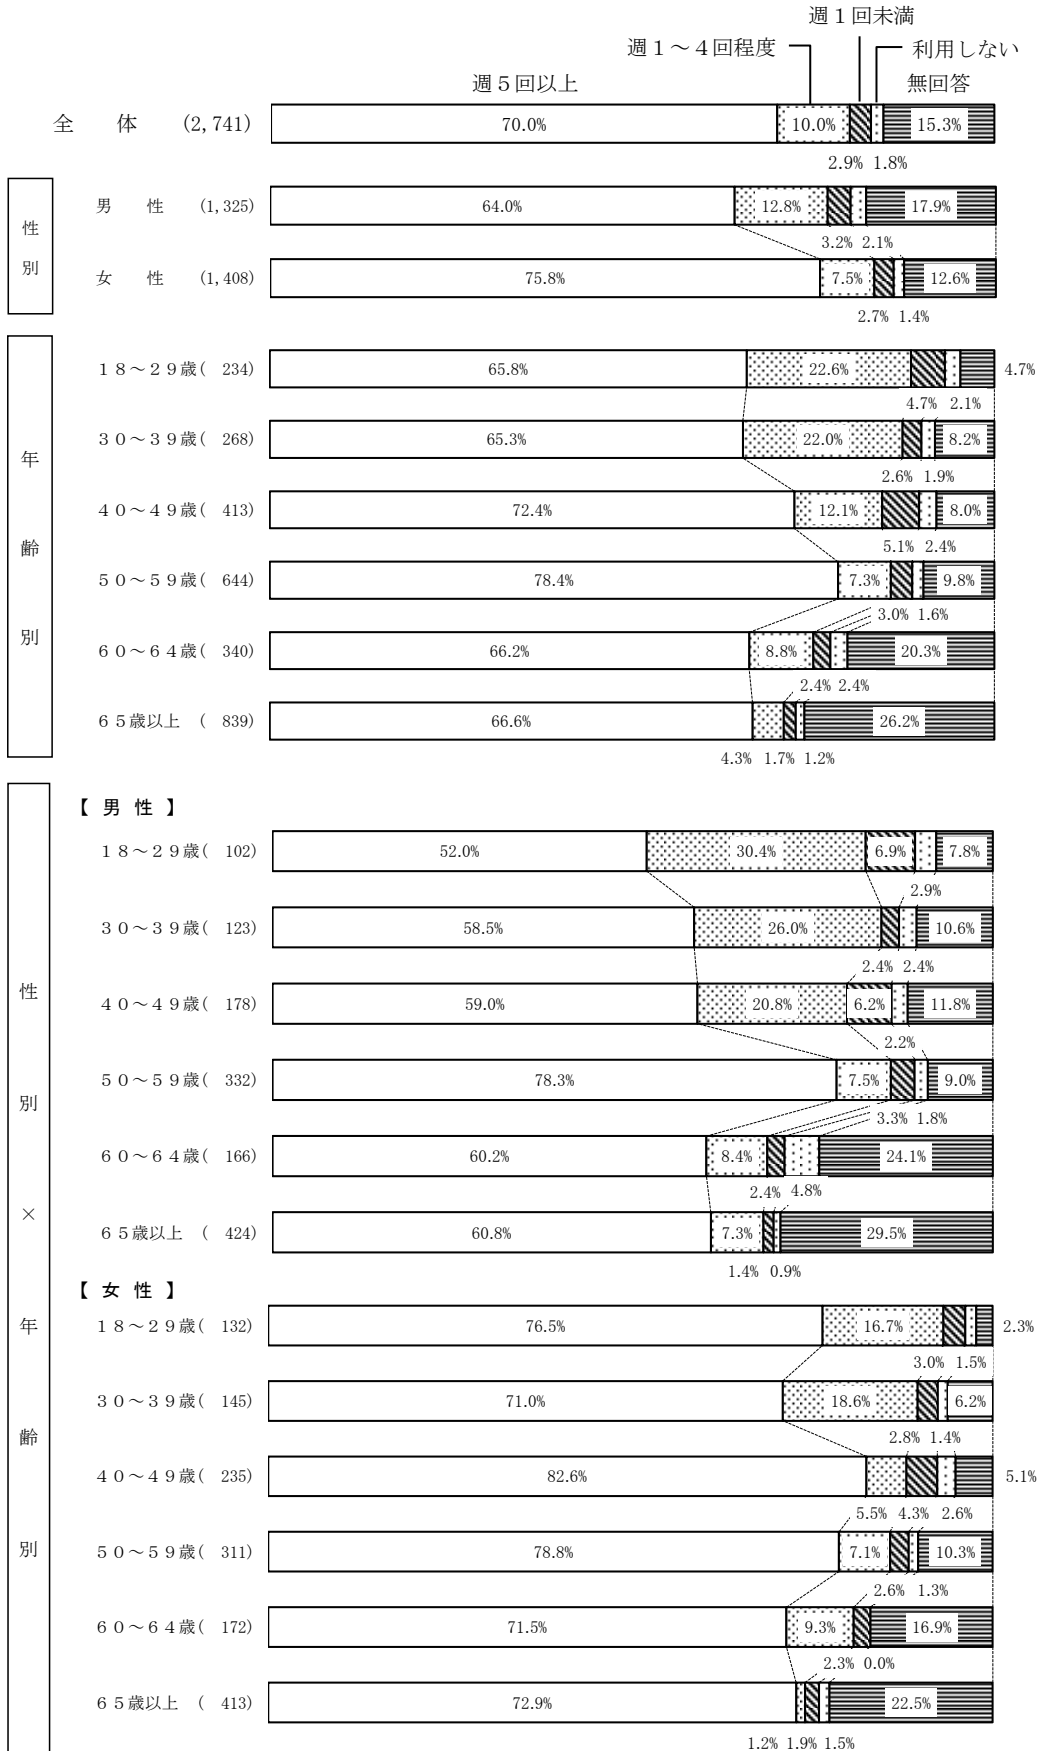 週１回未満
週１～４回程度　利用しない
週５回以上　無回答
全　体　(2,741)　70.0%　10.0%　15.3%
2.9%　1.8%
性別
男　性　(1,325)　64.0%　12.8%　17.9%
3.2%　2.1%
女　性　(1,408)　75.8%　7.5%　12.6%
2.7%　1.4%
年齢別
１８～２９歳(　234)　65.8%　22.6%　4.7%
4.7%　2.1%
３０～３９歳(　268)　65.3%　22.0%　8.2%
2.6%　1.9%
４０～４９歳(　413)　72.4%　12.1%　8.0%
5.1%　2.4%
５０～５９歳(　644)　78.4%　7.3%　9.8%
3.0%　1.6%
６０～６４歳(　340)　66.2%　8.8%　20.3%
2.4%　2.4%
６５歳以上　(　839)　66.6%　26.2%
4.3%　1.7%　1.2%
性別×年齢別
【 男 性 】
１８～２９歳(　102)　52.0%　30.4%　6.9%　7.8%
2.9%
３０～３９歳(　123)　58.5%　26.0%　10.6%
2.4%　2.4%
４０～４９歳(　178)　59.0%　20.8%　6.2%　11.8%
2.2%
５０～５９歳(　332)　78.3%　7.5%　9.0%
3.3%　1.8%
６０～６４歳(　166)　60.2%　8.4%　24.1%
2.4%　4.8%
６５歳以上　(　424)　60.8%　7.3%　29.5%
1.4%　0.9%
【 女 性 】
１８～２９歳(　132)　76.5%　16.7%　2.3%
3.0%　1.5%
３０～３９歳(　145)　71.0%　18.6%　6.2%
2.8%　1.4%
４０～４９歳(　235)　82.6%　5.1%
5.5%　4.3%　2.6%
５０～５９歳(　311)　78.8%　7.1%　10.3%
2.6%　1.3%
６０～６４歳(　172)　71.5%　9.3%　16.9%
2.3%　0.0%
６５歳以上　(　413)　72.9%　22.5%
1.2%　1.9%　1.5%